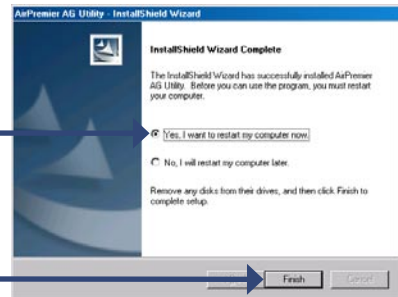 AirPremier AG Utility - InstallShield Wizard
InstallShield Wizard Complete
The InstallShield Wizard has successfully installed AirPremier
AG Utility. Before you can use the program, you must restart
your computer.
Yes, I want to restart my computer now.
No, I will restart my computer later.
Remove any disks from their drives, and then click Finish to
complete setup.
Finish
Cancel